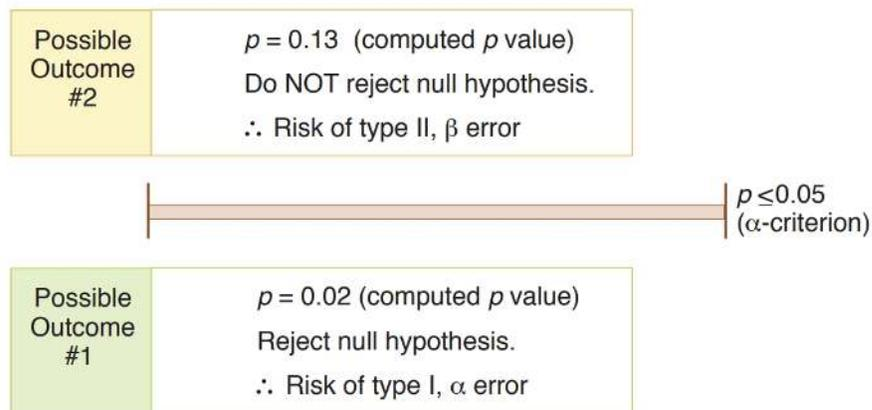 Possible
Outcome
#2
p = 0.13 (computed p value)
Do NOT reject null hypothesis.
∴ Risk of type II, β error
p ≤0.05
(α-criterion)
Possible
Outcome
#1
p = 0.02 (computed p value)
Reject null hypothesis.
∴ Risk of type I, α error